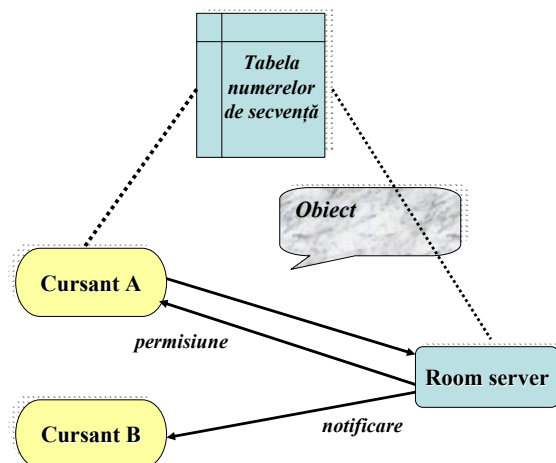 Tabela
numerelor
de secvență
Obiect
Cursant A
permisiune
Room server
notificare
Cursant B